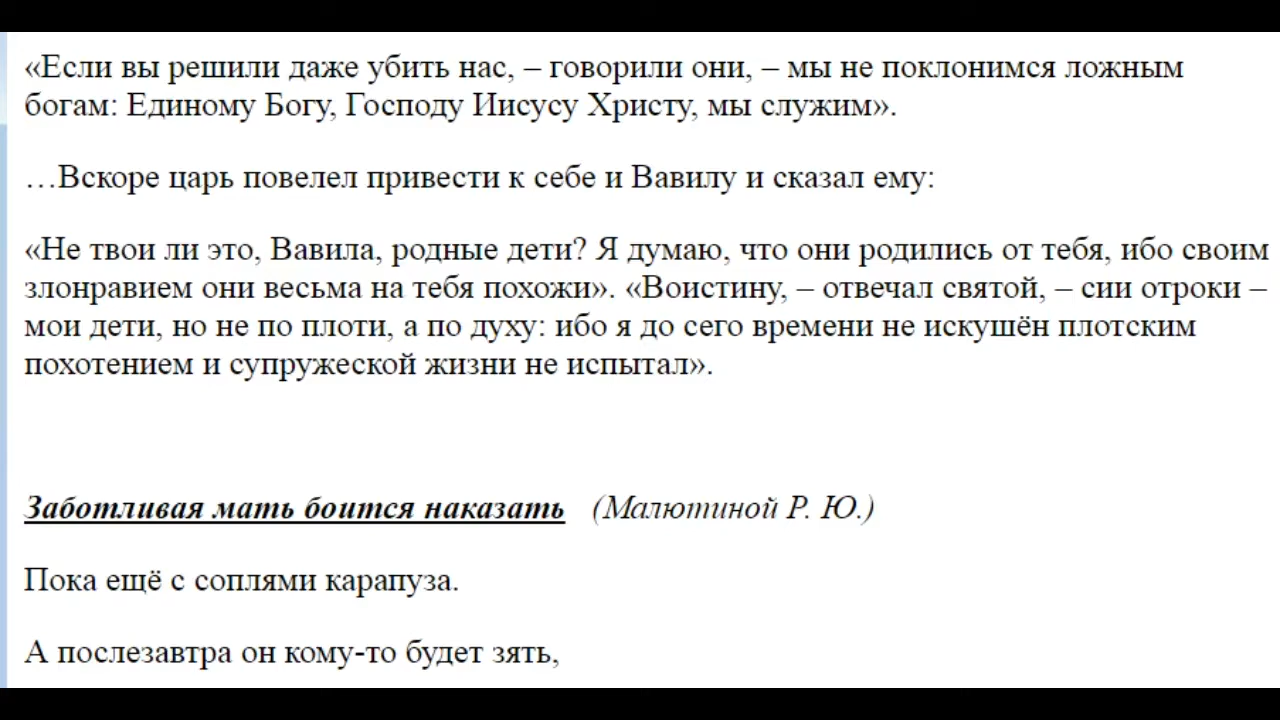 «Если вы решили даже убить нас, – говорили они, – мы не поклонимся ложным
богам: Единому Богу, Господу Иисусу Христу, мы служим».
…Вскоре царь повелел привести к себе и Вавилу и сказал ему:
«Не твои ли это, Вавила, родные дети? Я думаю, что они родились от тебя, ибо своим
злонравием они весьма на тебя похожи». «Воистину, – отвечал святой, – сии отроки –
мои дети, но не по плоти, а по духу: ибо я до сего времени не искушён плотским
похотением и супружеской жизни не испытал».
Заботливая мать боится наказать (Малютиной Р. Ю.)
Пока ещё с соплями карапуза.
А послезавтра он кому-то будет зять,